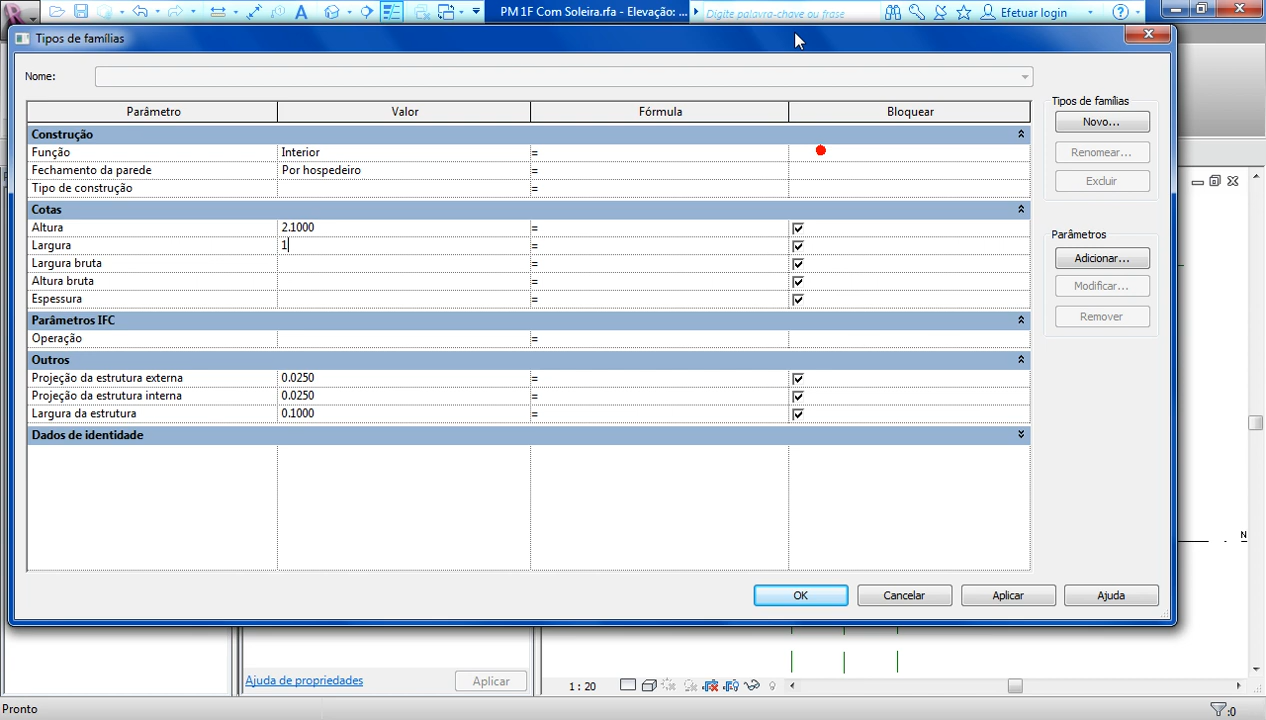 PM 1F Com Soleira.rfa - Elevação: ...
Digite palavra-chave ou frase
Efetuar login
Tipos de famílias
Nome:
Parâmetro Valor Fórmula Bloquear
Construção
Função Interior =
Fechamento da parede Por hospedeiro =
Tipo de construção =
Cotas
Altura 2.1000 =
Largura 1 =
Largura bruta =
Altura bruta =
Espessura =
Parâmetros IFC
Operação =
Outros
Projeção da estrutura externa 0.0250 =
Projeção da estrutura interna 0.0250 =
Largura da estrutura 0.1000 =
Dados de identidade
Tipos de famílias
Novo...
Renomear...
Excluir
Parâmetros
Adicionar...
Modificar...
Remover
OK Cancelar Aplicar Ajuda
N
Ajuda de propriedades Aplicar
1 : 20
Pronto
:0